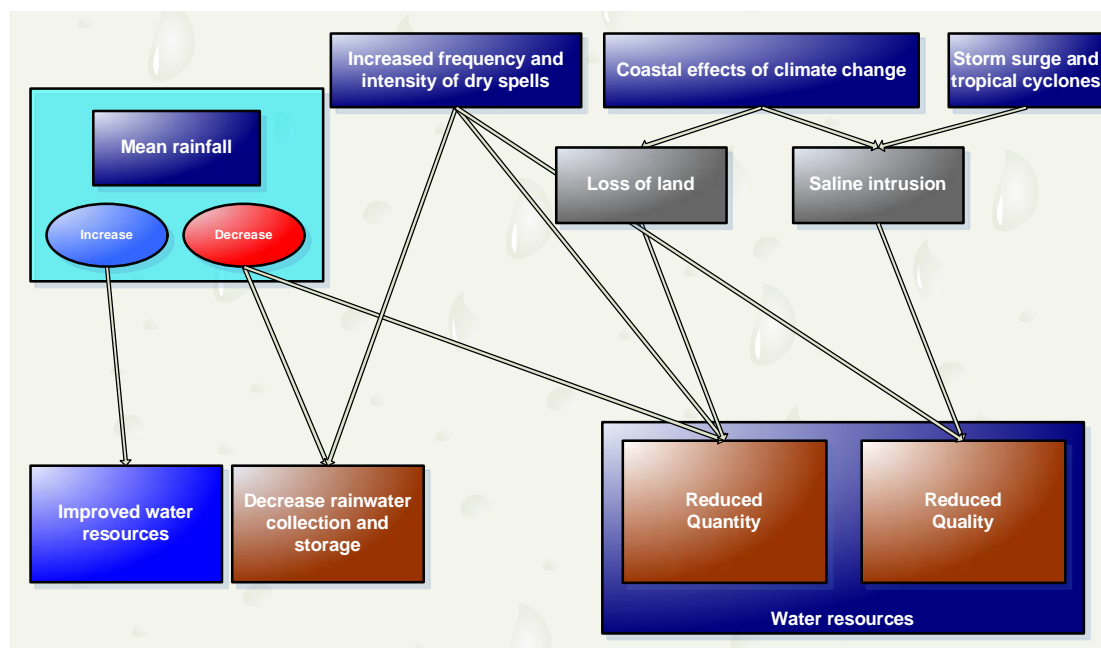 Increased frequency and
intensity of dry spells
Coastal effects of climate change
Storm surge and
tropical cyclones
Mean rainfall
Loss of land
Saline intrusion
Increase
Decrease
Improved water
resources
Decrease rainwater
collection and
storage
Reduced
Quantity
Reduced
Quality
Water resources